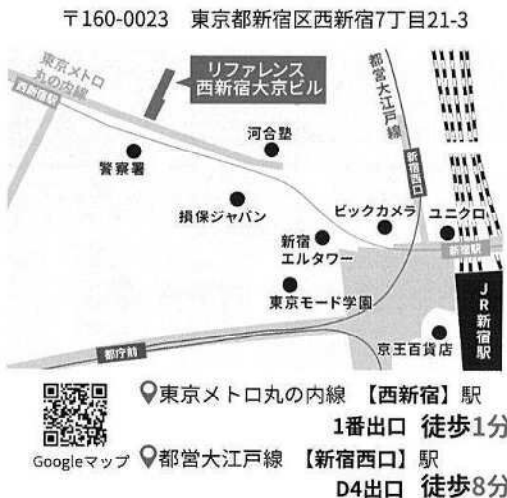 〒160-0023 東京都新宿区西新宿7丁目21-3
東京メトロ
丸の内線
西新宿駅
リファレンス
西新宿大京ビル
都営大江戸線
河合塾
警察署
新宿西口
損保ジャパン
ビックカメラ
ユニクロ
新宿
エルタワー
新宿駅
東京モード学園
JR新宿駅
京王百貨店
都庁前
東京メトロ丸の内線 【西新宿】駅
1番出口 徒歩1分
Googleマップ
都営大江戸線 【新宿西口】駅
D4出口 徒歩8分